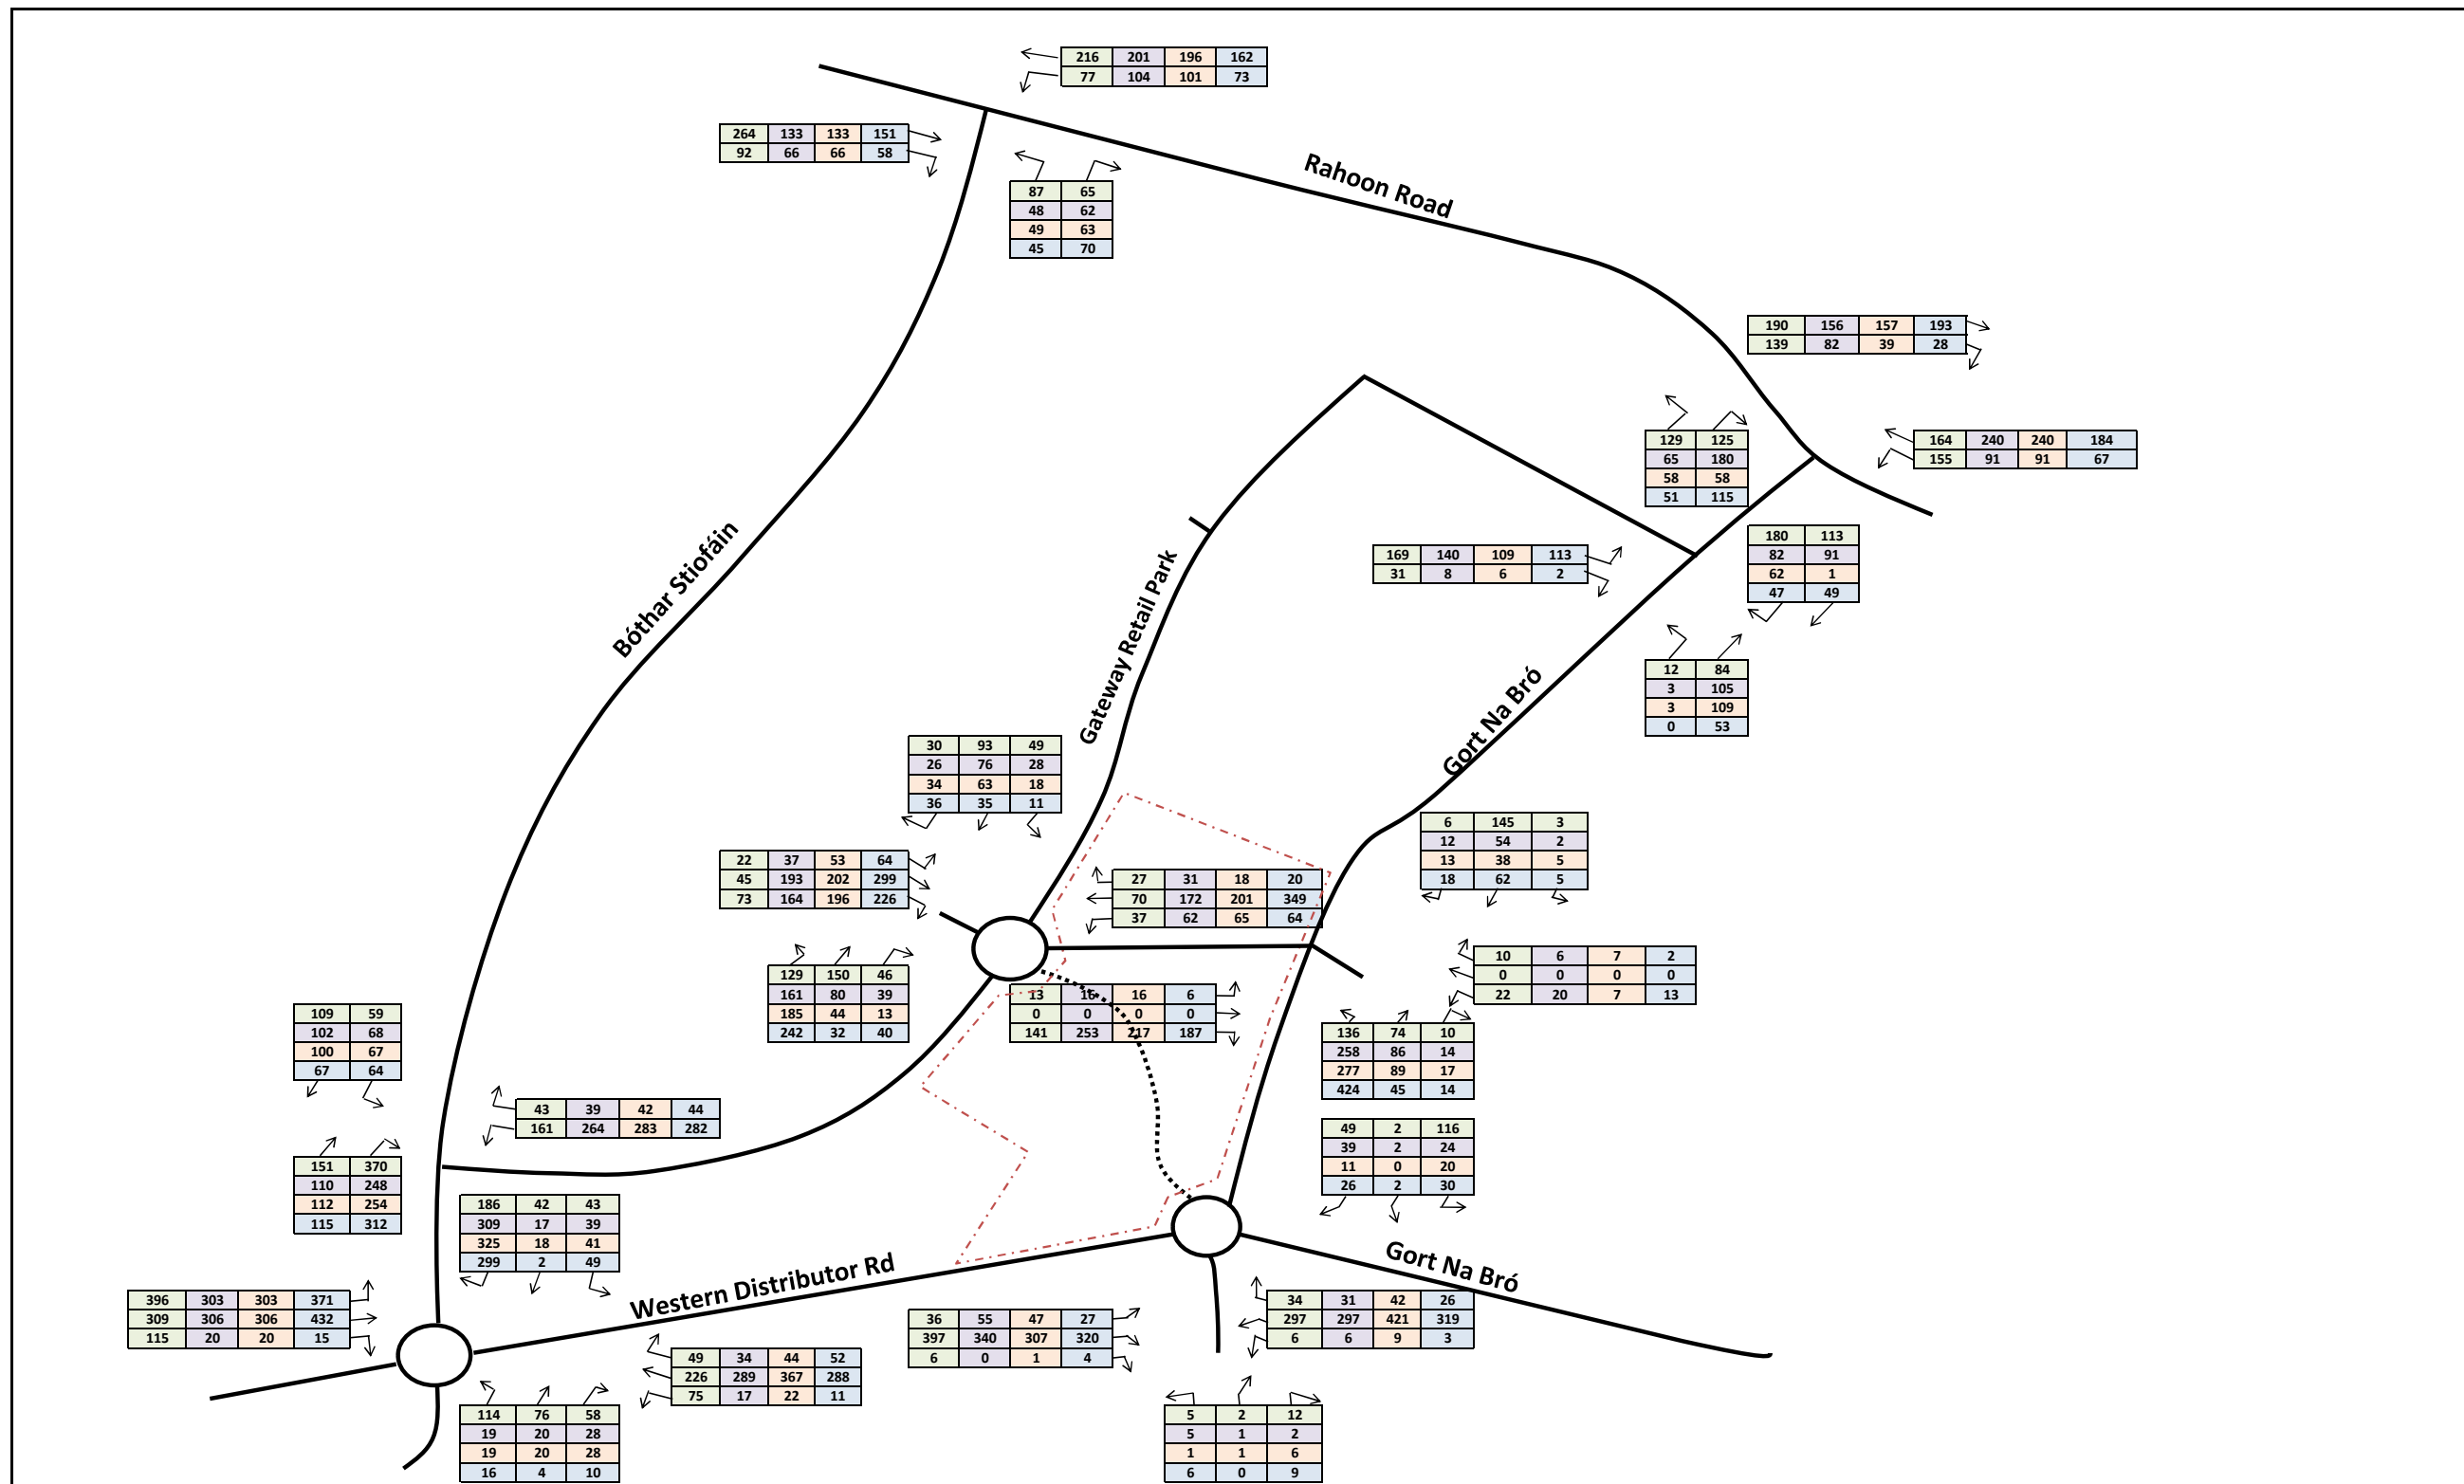 216 201 196 162
77 104 101 73
264 133 133 151
92 66 66 58
87 65
48 62
49 63
45 70
Rahoon Road
190 156 157 193
139 82 39 28
129 125
65 180
58 58
51 115
164 240 240 184
155 91 91 67
Bóthar Stiofáin
Gateway Retail Park
169 140 109 113
31 8 6 2
180 113
82 91
62 1
47 49
12 84
3 105
3 109
0 53
Gort Na Bró
30 93 49
26 76 28
34 63 18
36 35 11
6 145 3
12 54 2
13 38 5
18 62 5
22 37 53 64
45 193 202 299
73 164 196 226
27 31 18 20
70 172 201 349
37 62 65 64
10 6 7 2
0 0 0 0
22 20 7 13
129 150 46
161 80 39
185 44 13
242 32 40
13 16 16 6
0 0 0 0
141 253 217 187
136 74 10
258 86 14
277 89 17
424 45 14
109 59
102 68
100 67
67 64
43 39 42 44
161 264 283 282
49 2 116
39 2 24
11 0 20
26 2 30
151 370
110 248
112 254
115 312
186 42 43
309 17 39
325 18 41
299 2 49
Western Distributor Rd
Gort Na Bró
396 303 303 371
309 306 306 432
115 20 20 15
36 55 47 27
397 340 307 320
6 0 1 4
34 31 42 26
297 297 421 319
6 6 9 3
49 34 44 52
226 289 367 288
75 17 22 11
114 76 58
19 20 28
19 20 28
16 4 10
5 2 12
5 1 2
1 1 6
6 0 9